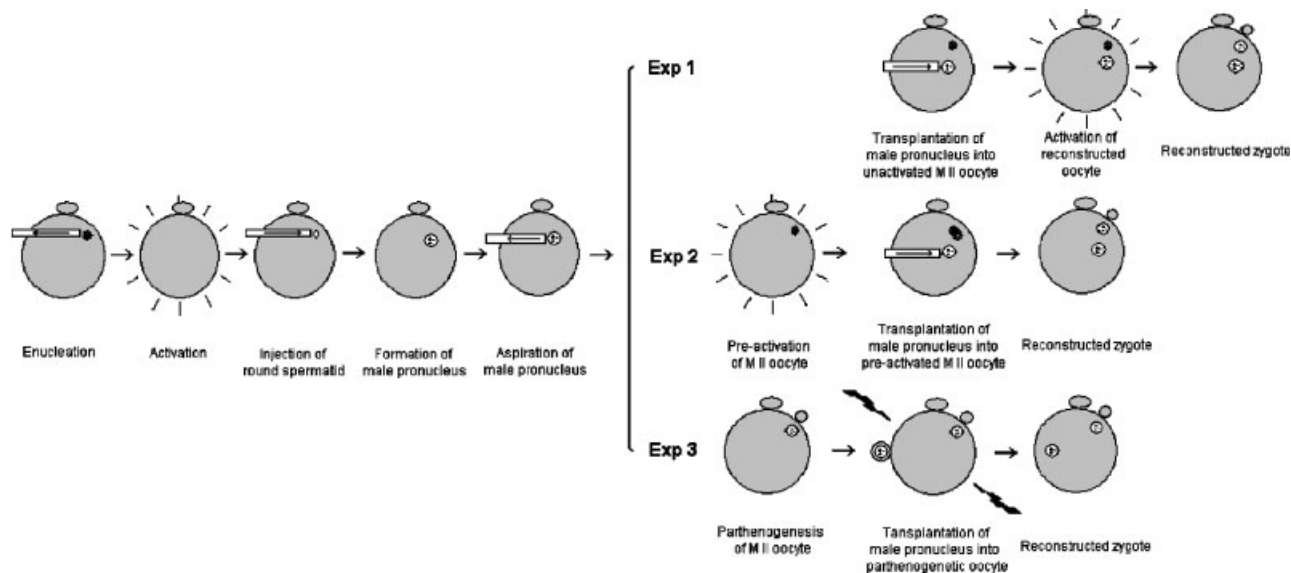 Exp 1
Transplantation of
male pronucleus into
unactivated M II oocyte
Activation of
reconstructed
oocyte
Reconstructed zygote
Enucleation
Activation
Injection of
round spermatid
Formation of
male pronucleus
Aspiration of
male pronucleus
Exp 2
Pre-activation
of M II oocyte
Transplantation of
male pronucleus into
pre-activated M II oocyte
Reconstructed zygote
Exp 3
Parthenogenesis
of M II oocyte
Tansplantation of
male pronucleus into
parthenogenetic oocyte
Reconstructed zygote